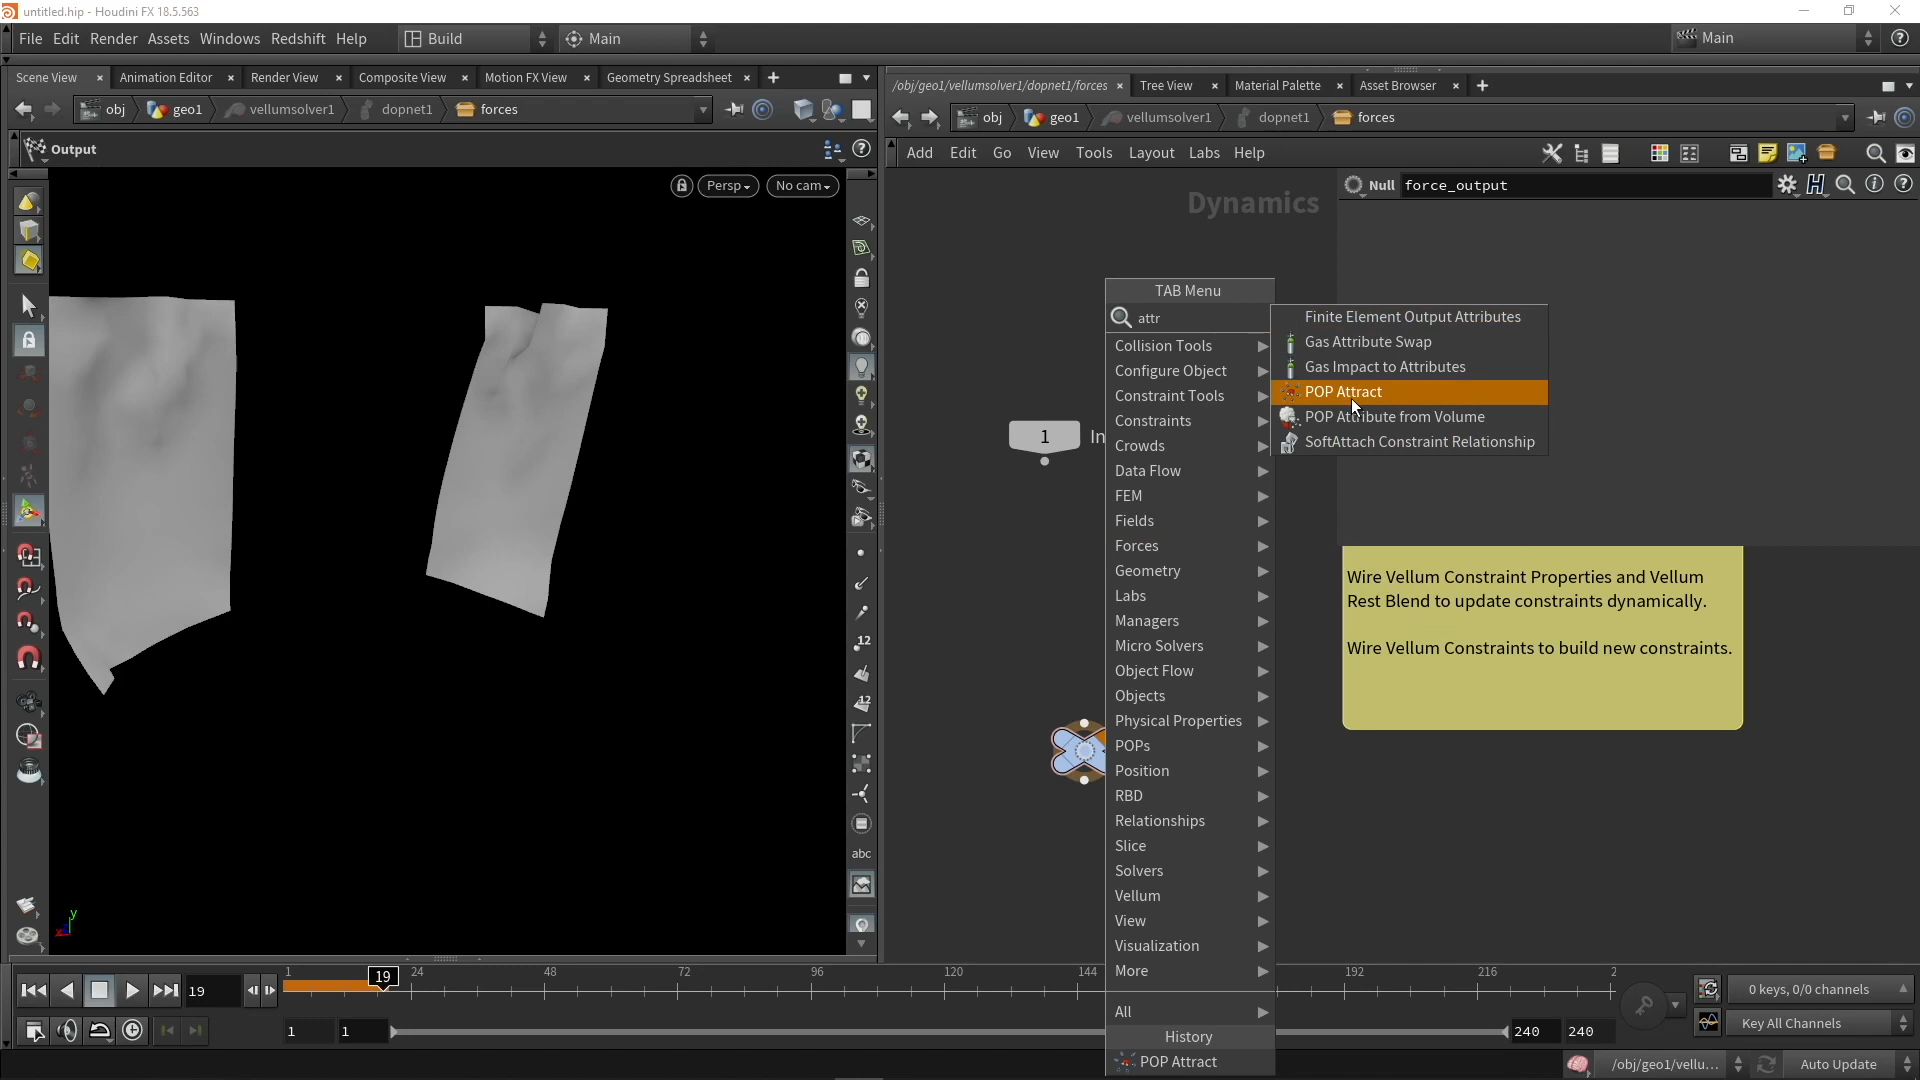 untitled.hip - Houdini FX 18.5.563
File Edit Render Assets Windows Redshift Help
Build
Main
Main
Scene View
Animation Editor
Render View
Composite View
Motion FX View
Geometry Spreadsheet
obj
geo1
vellumsolver1
dopnet1
forces
Output
Persp
No cam
12
12
abc
y
x
/obj/geo1/vellumsolver1/dopnet1/forces
Tree View
Material Palette
Asset Browser
obj
geo1
vellumsolver1
dopnet1
forces
Add Edit Go View Tools Layout Labs Help
Dynamics
Null force_output
TAB Menu
attr
Collision Tools
Configure Object
Constraint Tools
Constraints
Crowds
Data Flow
FEM
Fields
Forces
Geometry
Labs
Managers
Micro Solvers
Object Flow
Objects
Physical Properties
POPs
Position
RBD
Relationships
Slice
Solvers
Vellum
View
Visualization
More
All
History
POP Attract
Finite Element Output Attributes
Gas Attribute Swap
Gas Impact to Attributes
POP Attract
POP Attribute from Volume
SoftAttach Constraint Relationship
1
In
Wire Vellum Constraint Properties and Vellum
Rest Blend to update constraints dynamically.
Wire Vellum Constraints to build new constraints.
19
1 19 24 48 72 96 120 144 192 216 2
1
1
240
240
0 keys, 0/0 channels
Key All Channels
/obj/geo1/vellu...
Auto Update